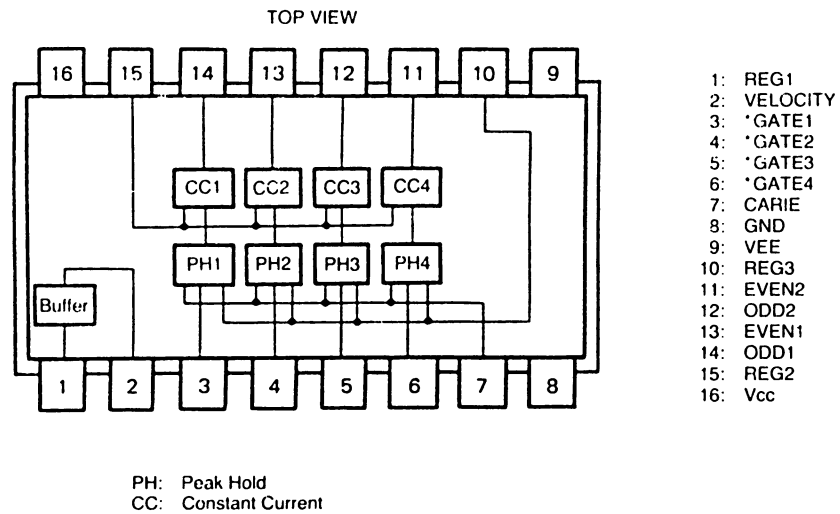 TOP VIEW
16 15 14 13 12 11 10 9
CC1 CC2 CC3 CC4
PH1 PH2 PH3 PH4
Buffer
1 2 3 4 5 6 7 8
1: REG1
2: VELOCITY
3: *GATE1
4: *GATE2
5: *GATE3
6: *GATE4
7: CARIE
8: GND
9: VEE
10: REG3
11: EVEN2
12: ODD2
13: EVEN1
14: ODD1
15: REG2
16: Vcc
PH: Peak Hold
CC: Constant Current